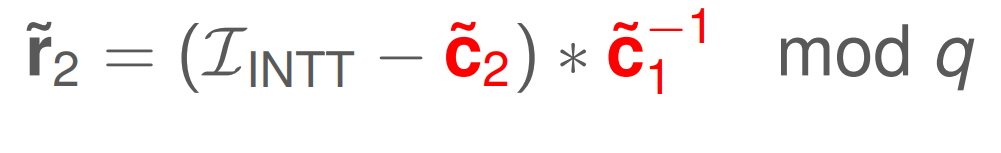 r̃₂ = (ℐ_INTT − c̃₂) ∗ c̃₁⁻¹ mod q